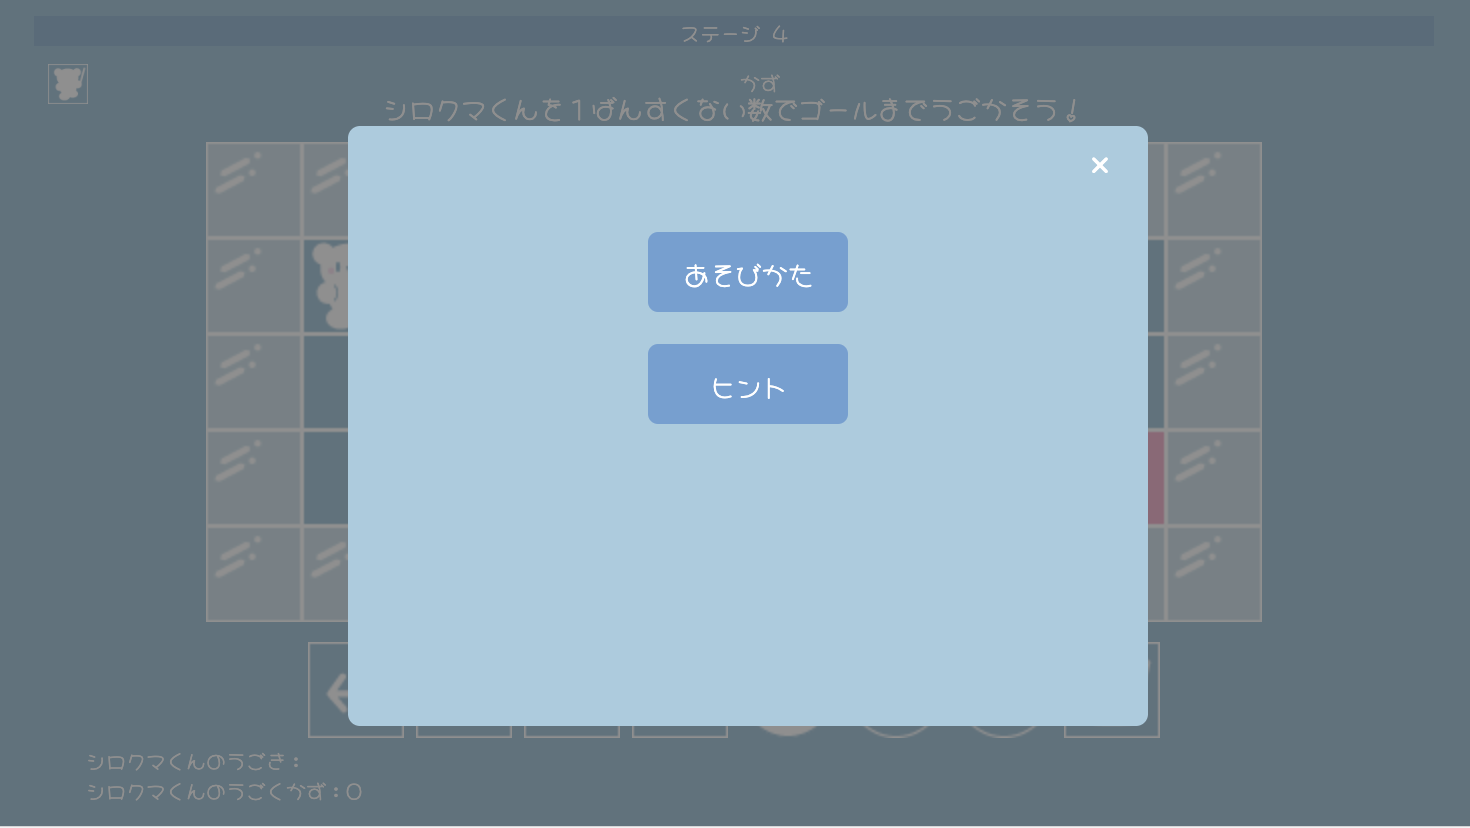 ステージ 4
かず
シロクマくんを1ばんすくない数でゴールまでうごかそう！
×
あそびかた
ヒント
シロクマくんのうごき：
シロクマくんのうごくかず：0